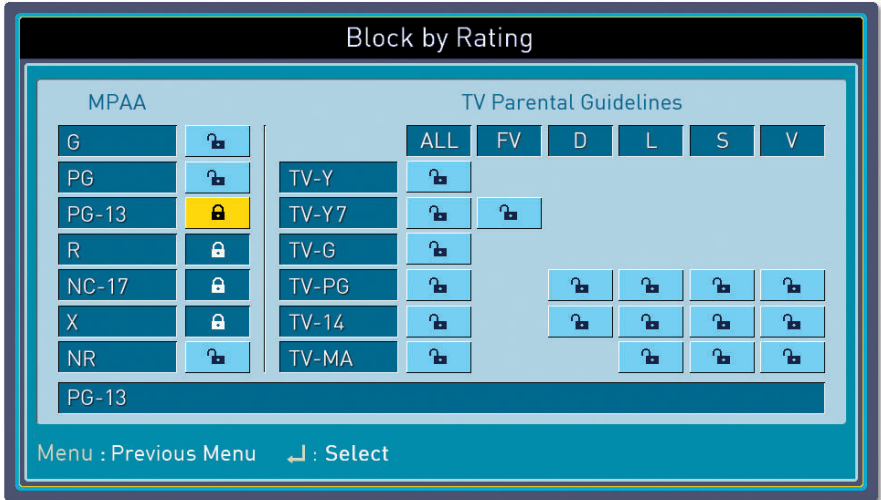 Block by Rating
MPAA TV Parental Guidelines
G ALL FV D L S V
PG TV-Y
PG-13 TV-Y7
R TV-G
NC-17 TV-PG
X TV-14
NR TV-MA
PG-13
Menu : Previous Menu : Select